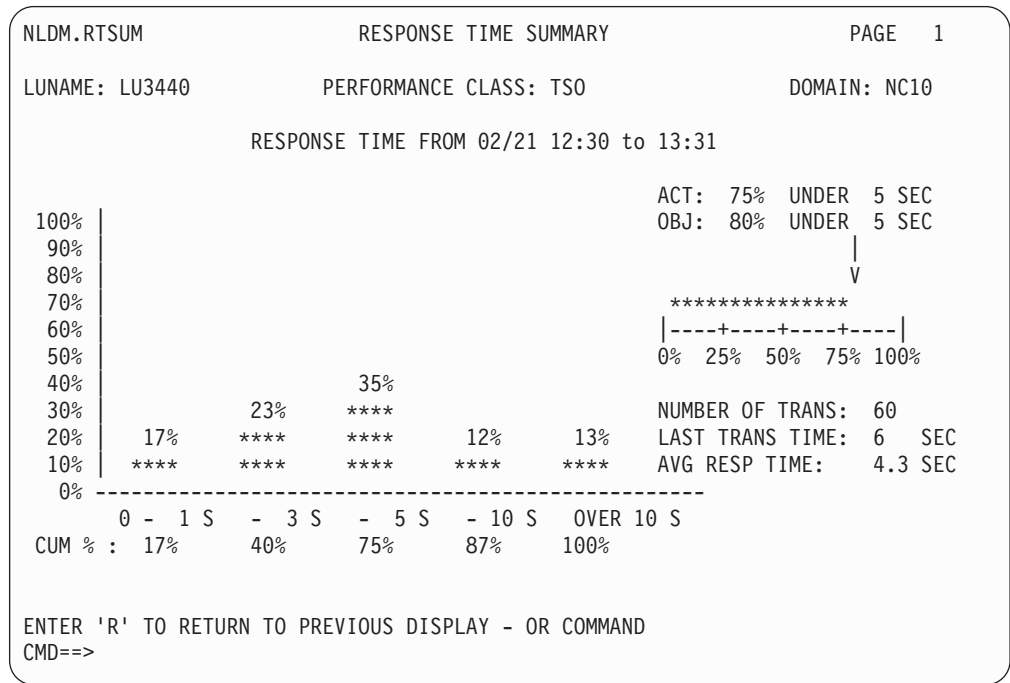 NLDM.RTSUM                  RESPONSE TIME SUMMARY                    PAGE   1
LUNAME: LU3440           PERFORMANCE CLASS: TSO                 DOMAIN: NC10
RESPONSE TIME FROM 02/21 12:30 to 13:31
ACT:  75%  UNDER  5 SEC
100% |                                               OBJ:  80%  UNDER  5 SEC
90% |                                                                |
80% |                                                                V
70% |                                                ***************
60% |                                               |----+----+----+----|
50% |                                               0%  25%  50%  75% 100%
40% |                     35%
30% |            23%     ****                      NUMBER OF TRANS:  60
20% |   17%     ****     ****      12%      13%    LAST TRANS TIME:  6   SEC
10% |  ****     ****     ****     ****     ****    AVG RESP TIME:    4.3 SEC
0% ---------------------------------------------------
0 -  1 S  - 3 S   - 5 S   - 10 S   OVER 10 S
CUM % :  17%      40%      75%      87%     100%
ENTER 'R' TO RETURN TO PREVIOUS DISPLAY - OR COMMAND
CMD==>